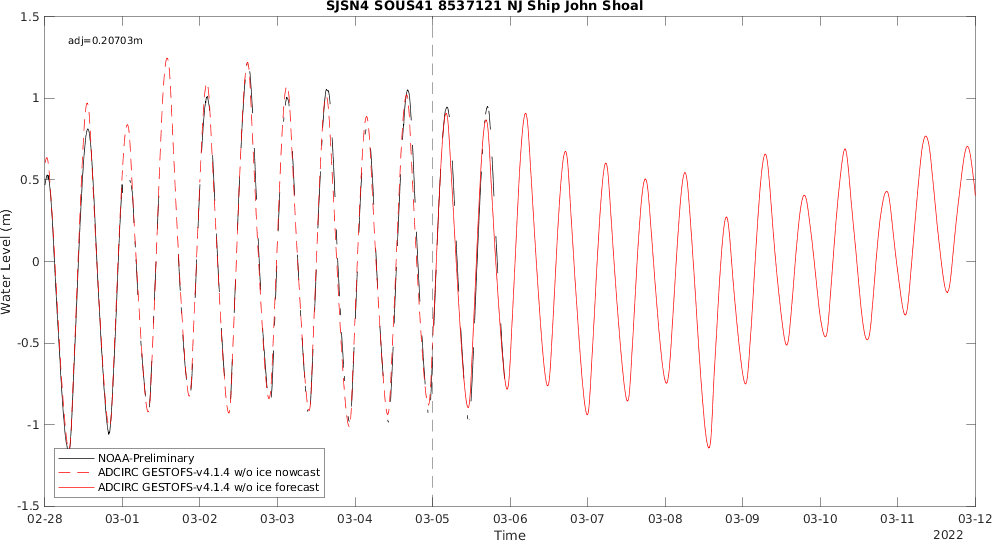 SJSN4 SOUS41 8537121 NJ Ship John Shoal
adj=0.20703m
1.5
1
0.5
0
-0.5
-1
-1.5
Water Level (m)
NOAA-Preliminary
ADCIRC GESTOFS-v4.1.4 w/o ice nowcast
ADCIRC GESTOFS-v4.1.4 w/o ice forecast
02-28 03-01 03-02 03-03 03-04 03-05 03-06 03-07 03-08 03-09 03-10 03-11 03-12
Time
2022